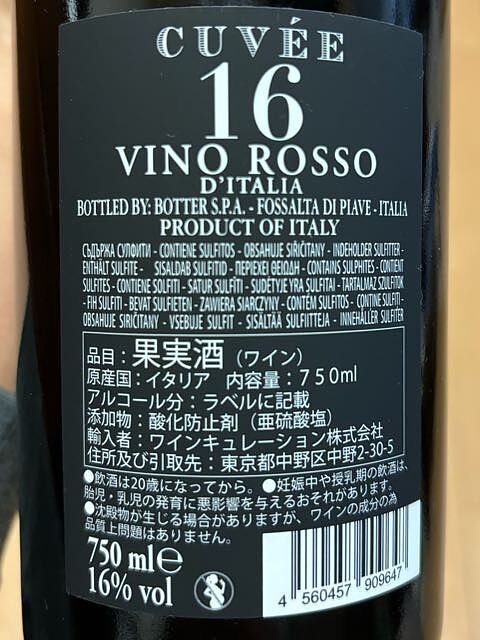 CUVÉE
16
VINO ROSSO
D'ITALIA
BOTTLED BY: BOTTER S.P.A. - FOSSALTA DI PIAVE - ITALIA
PRODUCT OF ITALY
СЪДЪРЖА СУЛФИТИ - CONTIENE SULFITOS - OBSAHUJE SIŘIČITANY - INDEHOLDER SULFITTER -
ENTHÄLT SULFITE - SISALDAB SULFITID - ΠΕΡΙΕΧΕΙ ΘΕΙΩΔΗ - CONTAINS SULPHITES - CONTIENT
SULFITES - CONTIENE SOLFITI - SATUR SULFĪTI - SUDĖTYJE YRA SULFITAI - TARTALMAZ SZULFITOK
- FIH SULFITI - BEVAT SULFIETEN - ZAWIERA SIARCZYNY - CONTÉM SULFITOS - CONTINE SULFITI -
OBSAHUJE SIRIČITANY - VSEBUJE SULFIT - SISÄLTÄÄ SULFIITTEJA - INNEHÅLLER SULFITER
品目：果実酒（ワイン）
原産国：イタリア 内容量：７５０ml
アルコール分：ラベルに記載
添加物：酸化防止剤（亜硫酸塩）
輸入者：ワインキュレーション株式会社
住所及び引取先：東京都中野区中野2-30-5
●飲酒は20歳になってから。●妊娠中や授乳期の飲酒は、
胎児・乳児の発育に悪影響を与えるおそれがあります。
●沈殿物が生じる場合がありますが、ワインの成分の為
品質上問題はありません。
750 ml℮
16% vol
4 560457 909647